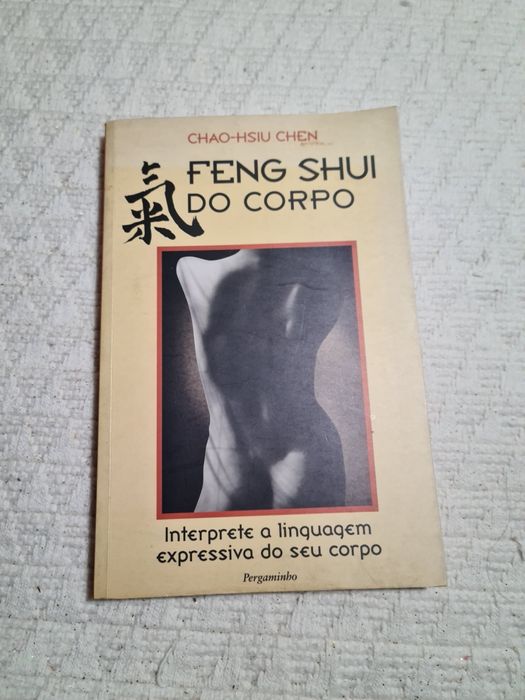 CHAO-HSIU CHEN
氣
FENG SHUI
DO CORPO
Interprete a linguagem
expressiva do seu corpo
Pergaminho